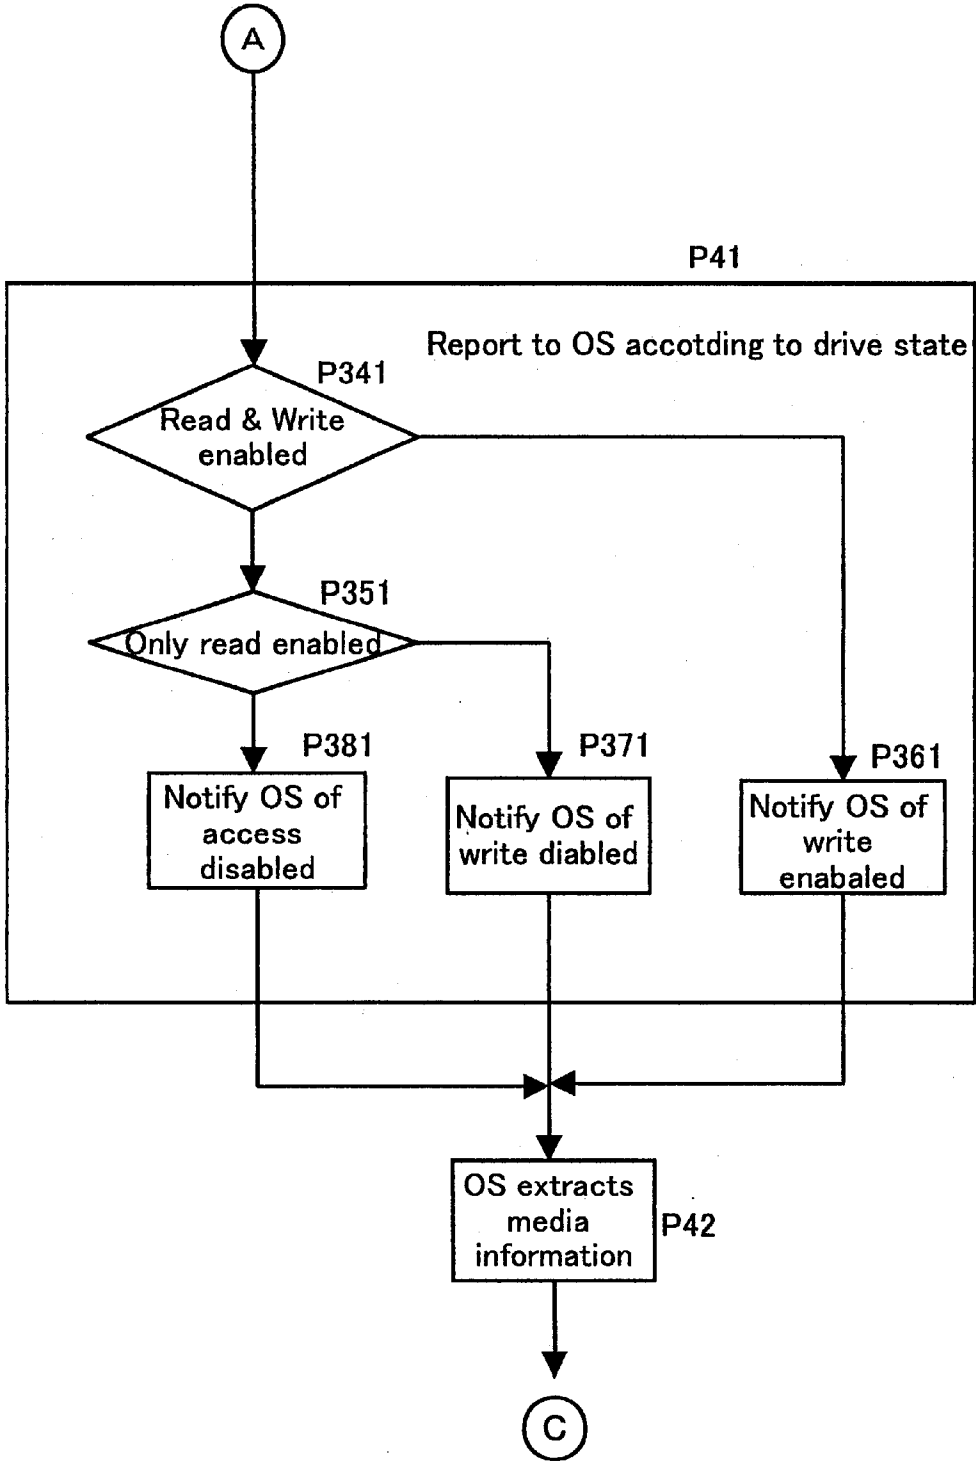 A
P41
Report to OS accotding to drive state
P341
Read & Write
enabled
P351
Only read enabled
P381
Notify OS of
access
disabled
P371
Notify OS of
write diabled
P361
Notify OS of
write
enabaled
OS extracts
media
information
P42
C